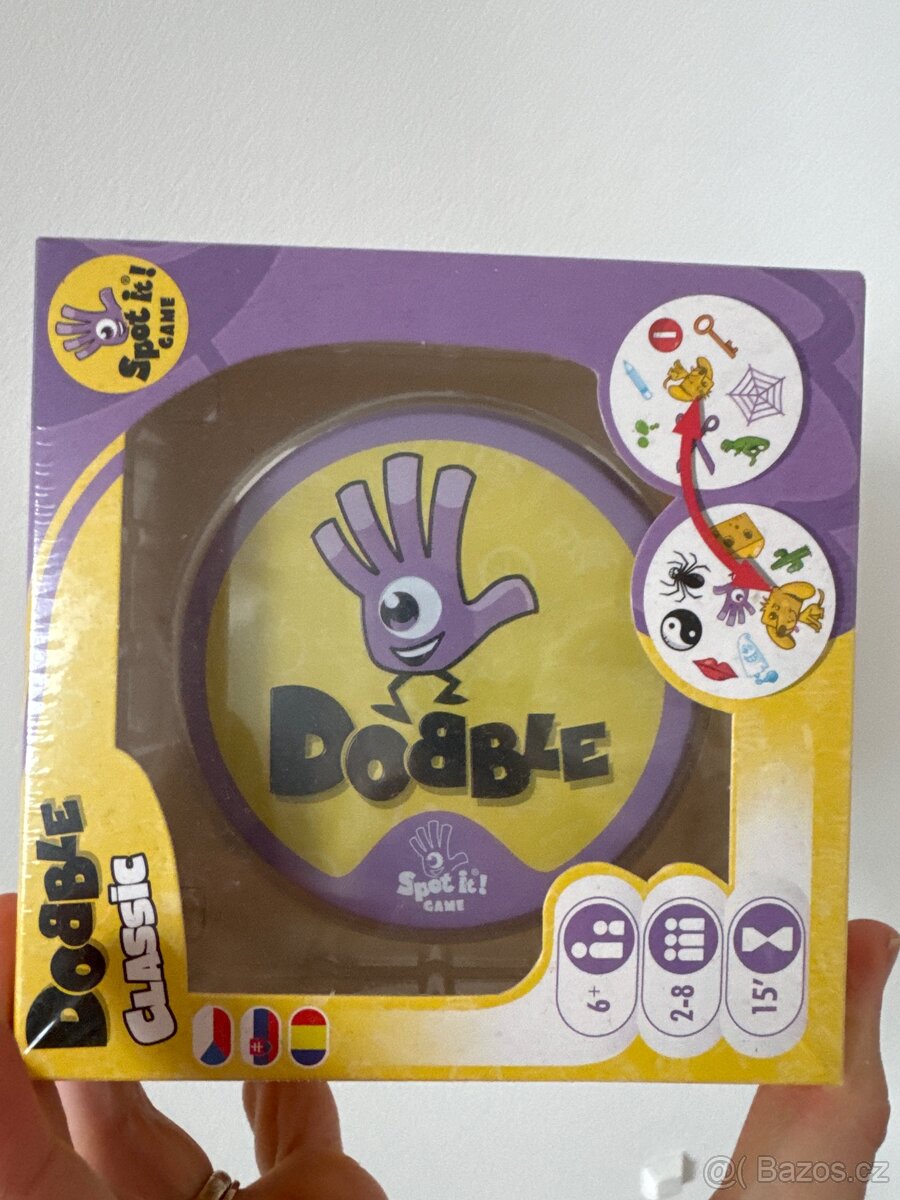 Spot it!®
GAME
DOBBLE
Spot it!
GAME
DOBBLE
CLASSIC
6+
2-8
15'
@( Bazos.cz